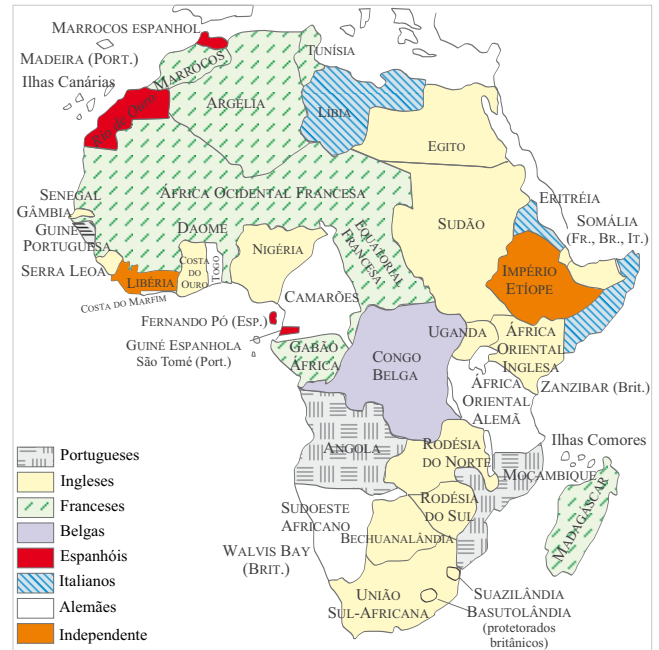 MARROCOS ESPANHOL
MADEIRA (PORT.)
Ilhas Canárias
MARROCOS
TUNÍSIA
ARGÉLIA
LÍBIA
Rio de Ouro
EGITO
ÁFRICA OCIDENTAL FRANCESA
SENEGAL
GÂMBIA
GUINÉ
PORTUGUESA
SERRA LEOA
DAOMÉ
NIGÉRIA
EQUATORIAL
FRANCESA
SUDÃO
ERITRÉIA
SOMÁLIA
(FR., BR., IT.)
LIBÉRIA
COSTA
DO
OURO
TOGO
COSTA DO MARFIM
CAMARÕES
IMPÉRIO
ETÍOPE
FERNANDO PÓ (ESP.)
GUINÉ ESPANHOLA
São Tomé (Port.)
GABÃO
ÁFRICA
CONGO
BELGA
UGANDA
ÁFRICA
ORIENTAL
INGLESA
ZANZIBAR (Brit.)
ÁFRICA
ORIENTAL
ALEMÃ
ANGOLA
RODÉSIA
DO NORTE
Ilhas Comores
MOÇAMBIQUE
MADAGÁSCAR
SUDOESTE
AFRICANO
RODÉSIA
DO SUL
BECHUANALÂNDIA
WALVIS BAY
(BRIT.)
UNIÃO
SUL-AFRICANA
SUAZILÂNDIA
BASUTOLÂNDIA
(protetorados
britânicos)
Portugueses
Ingleses
Franceses
Belgas
Espanhóis
Italianos
Alemães
Independente